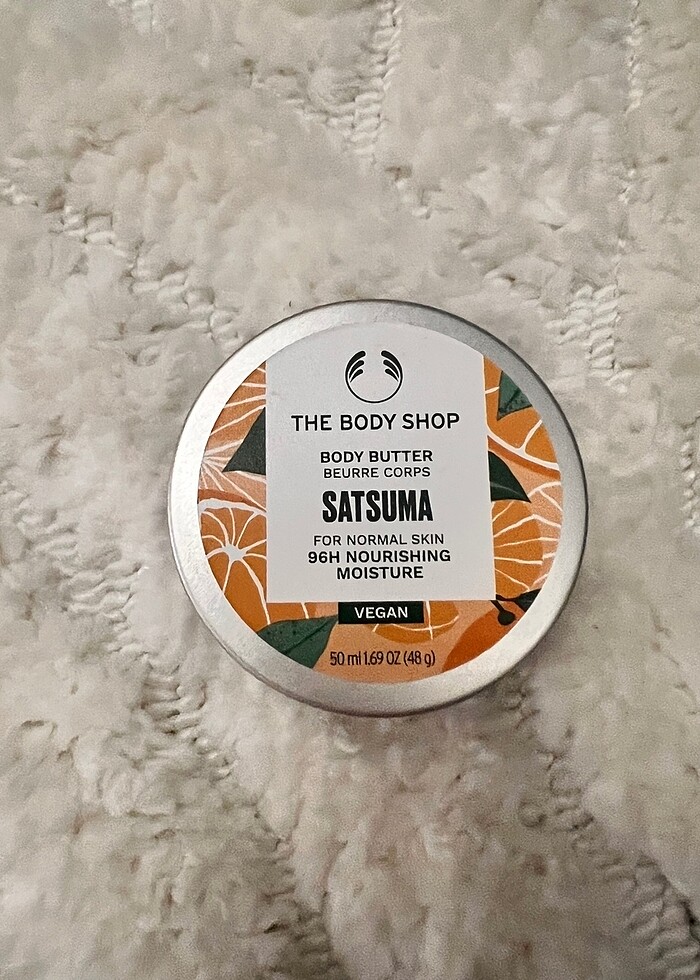 THE BODY SHOP
BODY BUTTER
BEURRE CORPS
SATSUMA
FOR NORMAL SKIN
96H NOURISHING
MOISTURE
VEGAN
50 ml 1.69 OZ (48 g)